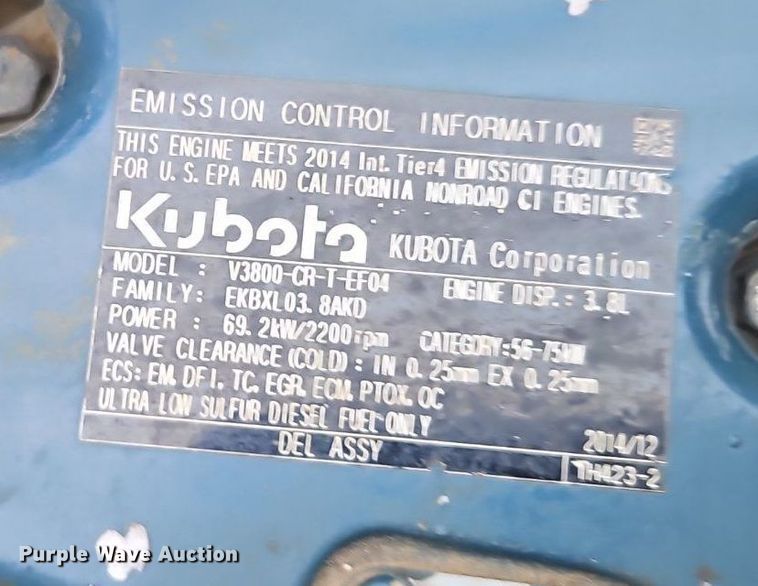 EMISSION CONTROL INFORMATION
THIS ENGINE MEETS 2014 Int. Tier4 EMISSION REGULATIONS
FOR U.S. EPA AND CALIFORNIA NONROAD CI ENGINES.
Kubota KUBOTA Corporation
MODEL : V3800-CR-T-EF04 ENGINE DISP.: 3.8L
FAMILY: EKBXL03.8AKD
POWER : 69.2kW/2200rpm CATEGORY:56-75kW
VALVE CLEARANCE(COLD): IN 0.25mm EX 0.25mm
ECS: EM, DFI, TC, EGR, ECM, PTOX, OC
ULTRA LOW SULFUR DIESEL FUEL ONLY
2014/12
DEL ASSY
1H423-2
Purple Wave Auction